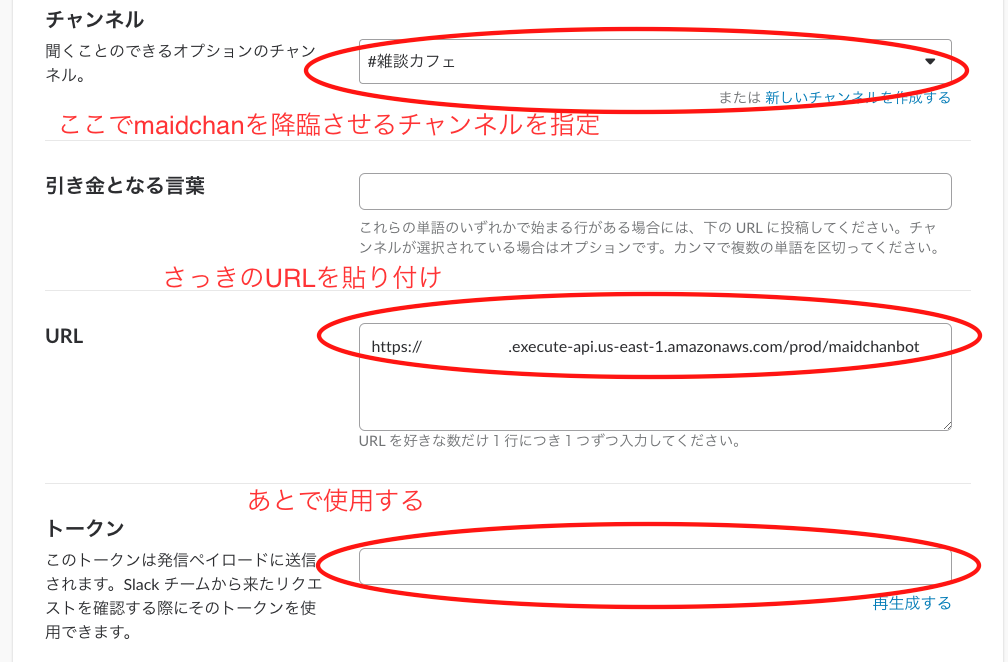 チャンネル
聞くことのできるオプションのチャン
ネル。
#雑談カフェ
または 新しいチャンネルを作成する
ここでmaidchanを降臨させるチャンネルを指定
引き金となる言葉
これらの単語のいずれかで始まる行がある場合には、下の URL に投稿してください。チャ
ンネルが選択されている場合はオプションです。カンマで複数の単語を区切ってください。
さっきのURLを貼り付け
URL
https:// .execute-api.us-east-1.amazonaws.com/prod/maidchanbot
URL を好きな数だけ 1 行につき 1 つずつ入力してください。
あとで使用する
トークン
このトークンは発信ペイロードに送信
されます。Slack チームから来たリクエ
ストを確認する際にそのトークンを使
用できます。
再生成する